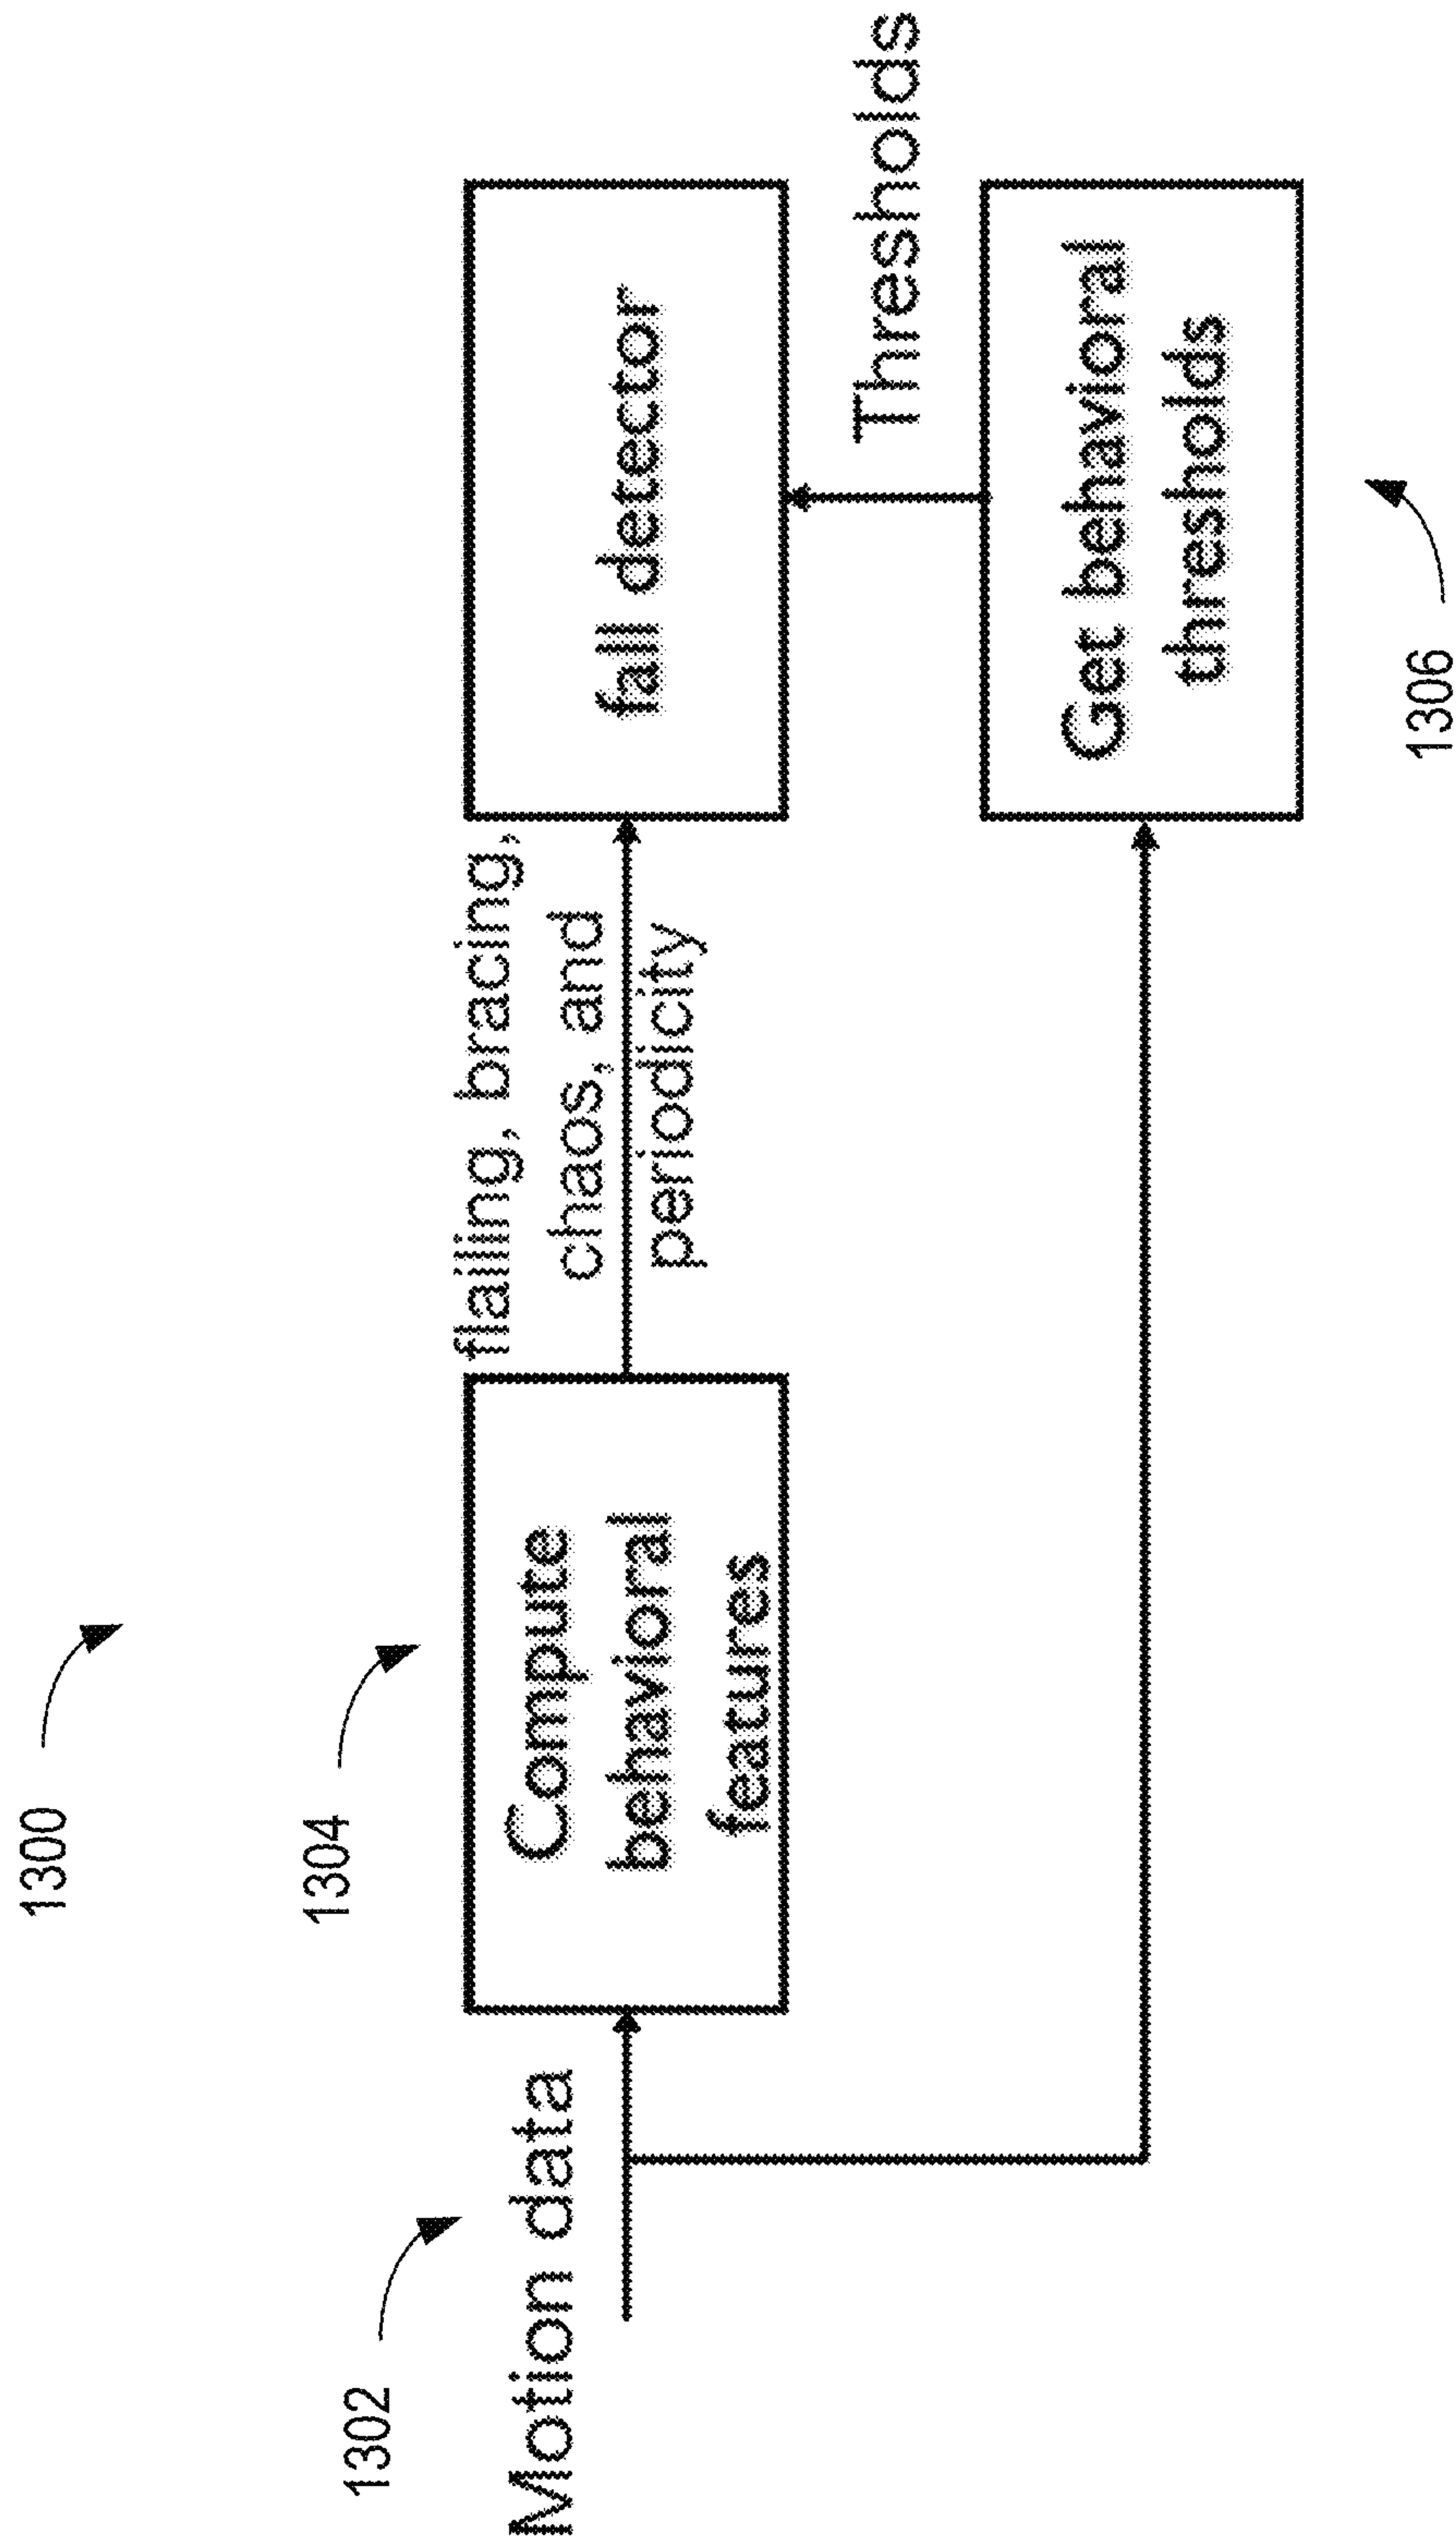 1300
1302
1304
Motion data
Compute
behavioral
features
flailing, bracing,
chaos, and
periodicity
fall detector
Thresholds
Get behavioral
thresholds
1306